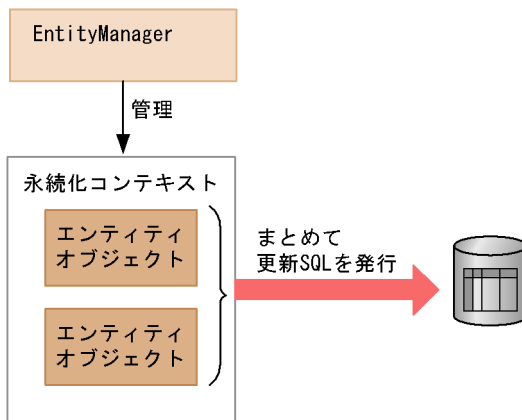 EntityManager
管理
永続化コンテキスト
エンティティ
オブジェクト
エンティティ
オブジェクト
まとめて
更新SQLを発行